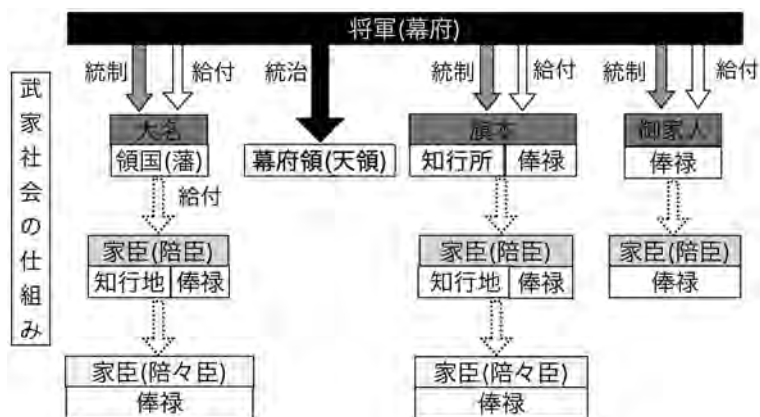 将軍(幕府)
武家社会の仕組み
統制
給付
統治
統制
給付
統制
給付
大名
領国(藩)
幕府領(天領)
旗本
知行所 俸禄
御家人
俸禄
給付
家臣(陪臣)
知行地 俸禄
家臣(陪臣)
知行地 俸禄
家臣(陪臣)
俸禄
家臣(陪々臣)
俸禄
家臣(陪々臣)
俸禄